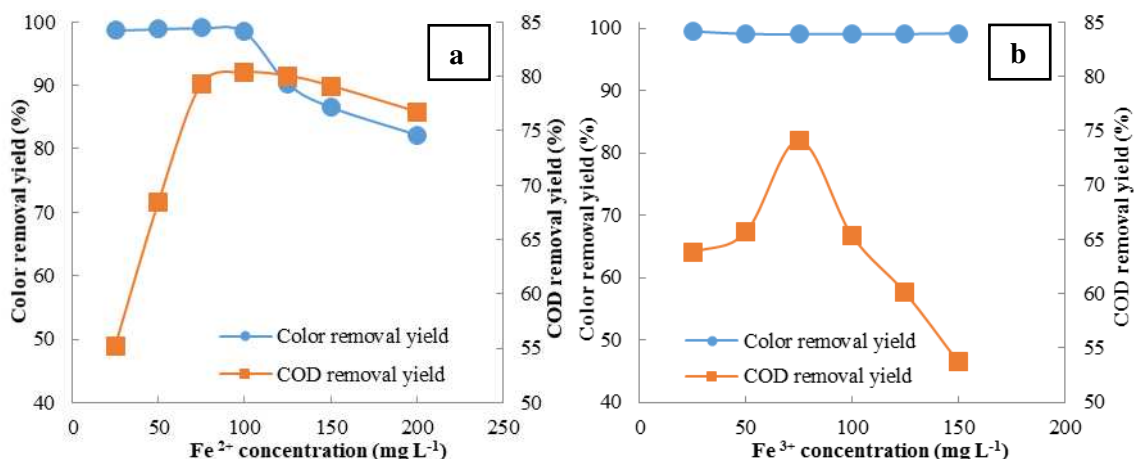 a
Color removal yield (%)
100
90
80
70
60
50
40
85
80
75
70
65
60
55
50
COD removal yield (%)
Color removal yield
COD removal yield
0 50 100 150 200 250
Fe 2+ concentration (mg L-1)
b
Color removal yield (%)
100
90
80
70
60
50
40
85
80
75
70
65
60
55
50
COD removal yield (%)
Color removal yield
COD removal yield
0 50 100 150 200
Fe 3+ concentration (mg L-1)